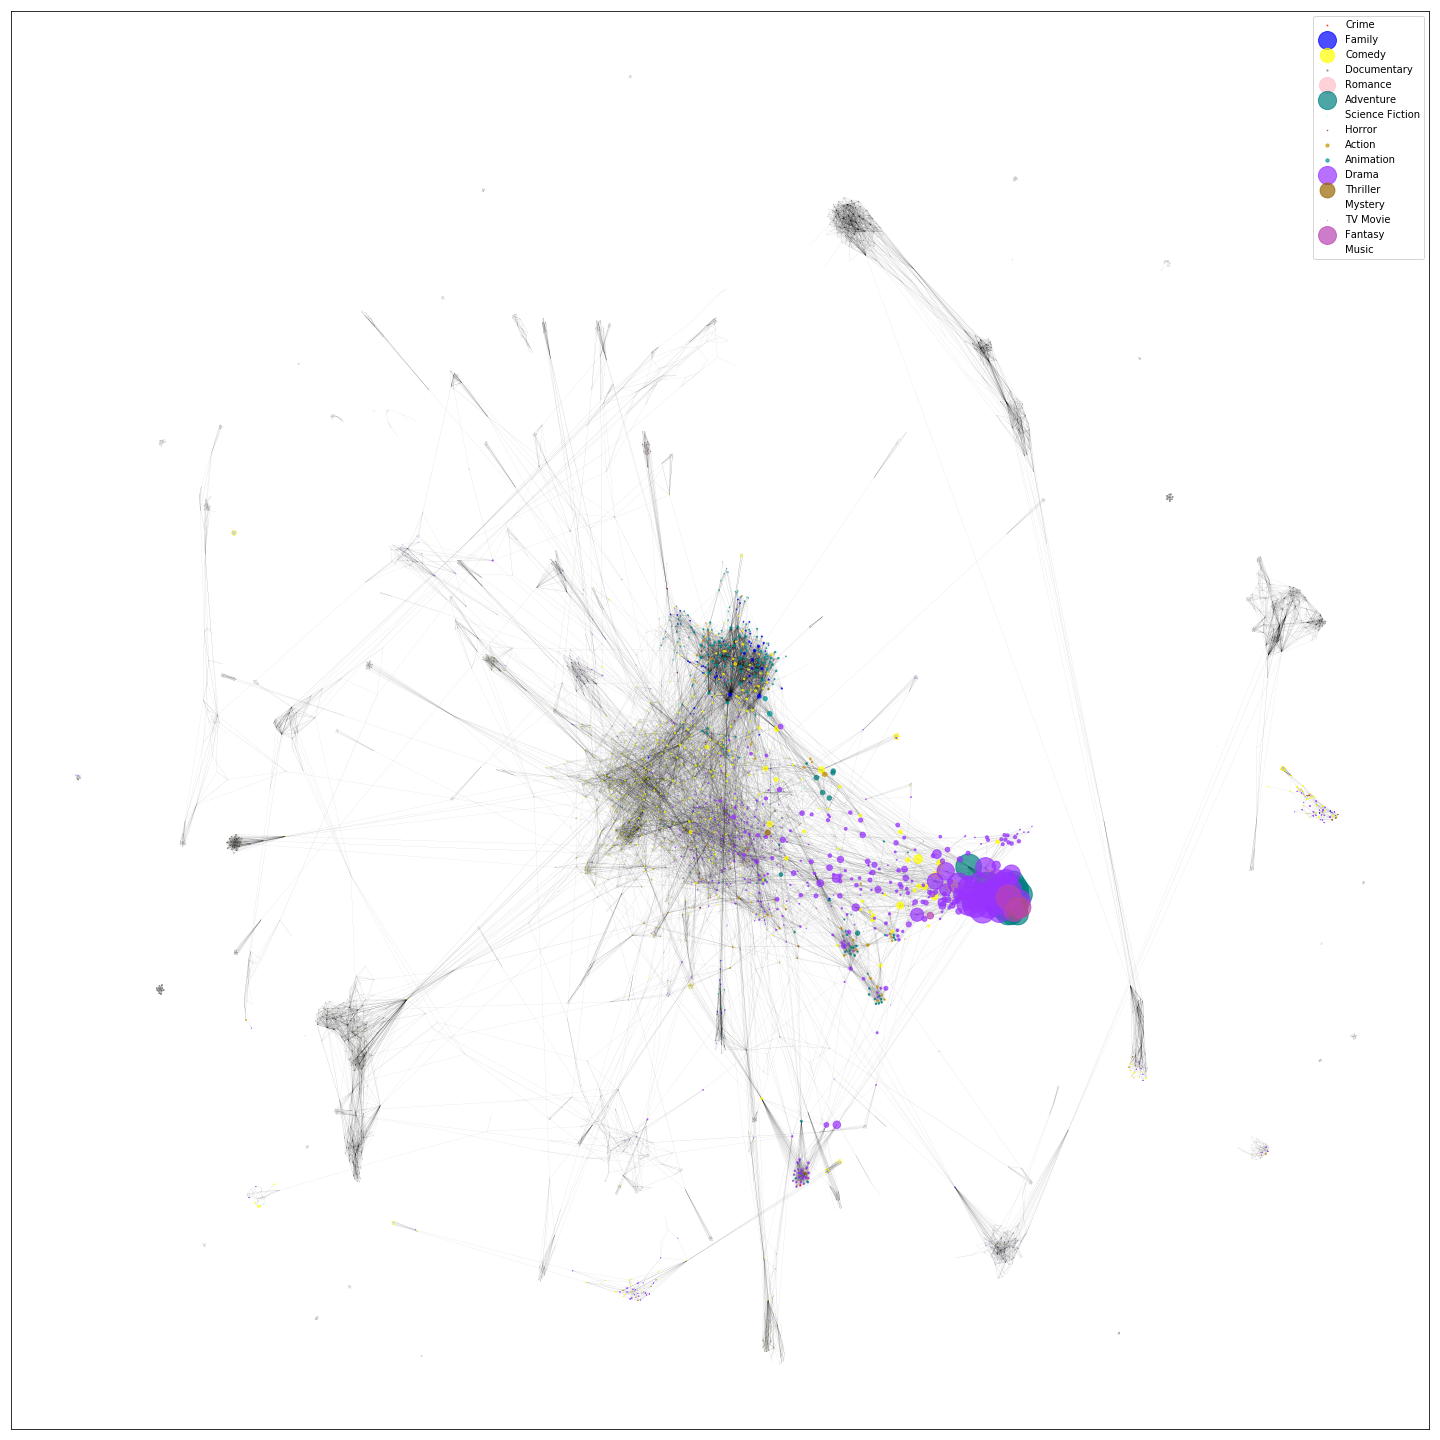 Crime
Family
Comedy
Documentary
Romance
Adventure
Science Fiction
Horror
Action
Animation
Drama
Thriller
Mystery
TV Movie
Fantasy
Music